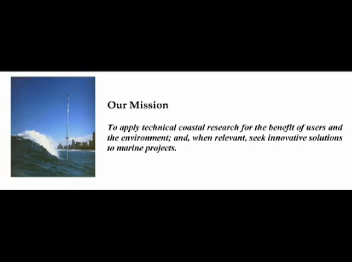 Our Mission
To apply technical coastal research for the benefit of users and
the environment; and, when relevant, seek innovative solutions
to marine projects.